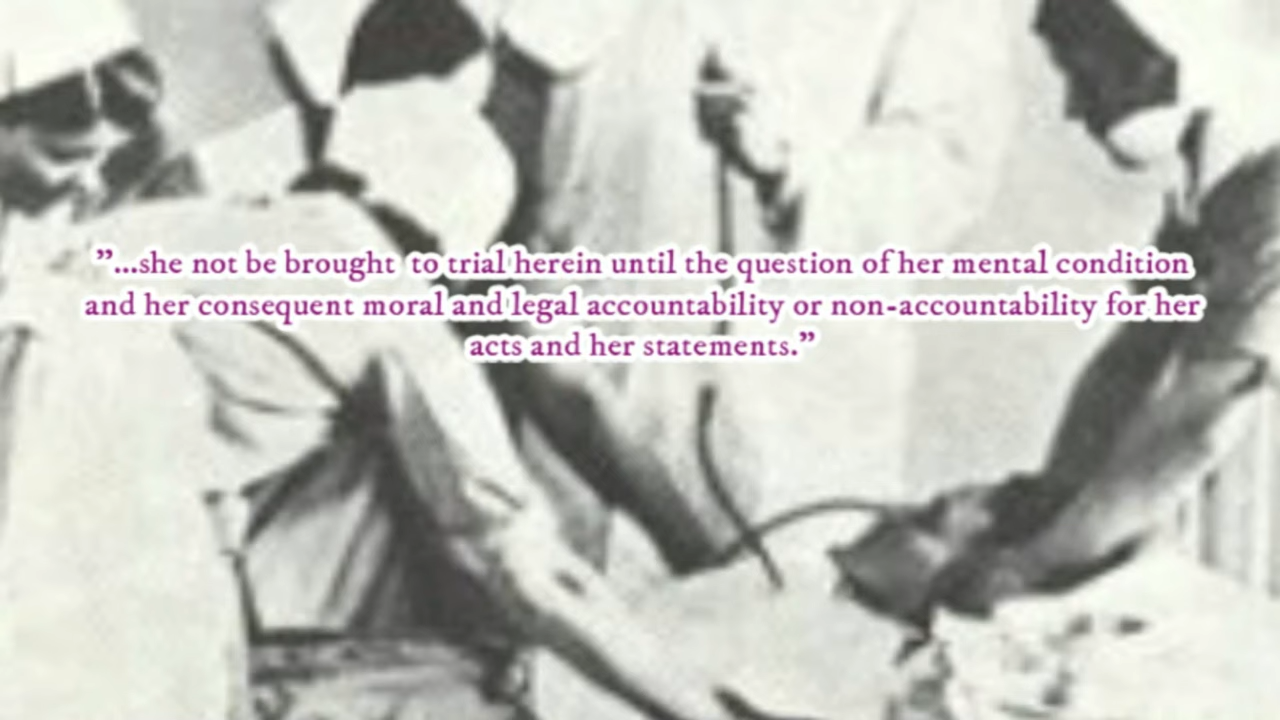 ”...she not be brought to trial herein until the question of her mental condition
and her consequent moral and legal accountability or non-accountability for her
acts and her statements.”